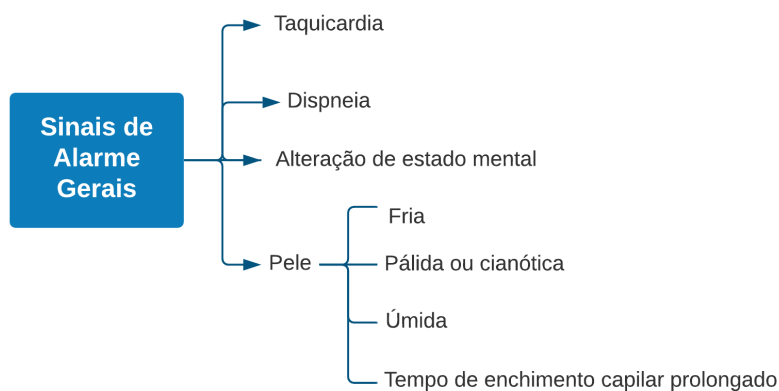 Sinais de
Alarme
Gerais
Taquicardia
Dispneia
Alteração de estado mental
Pele
Fria
Pálida ou cianótica
Úmida
Tempo de enchimento capilar prolongado